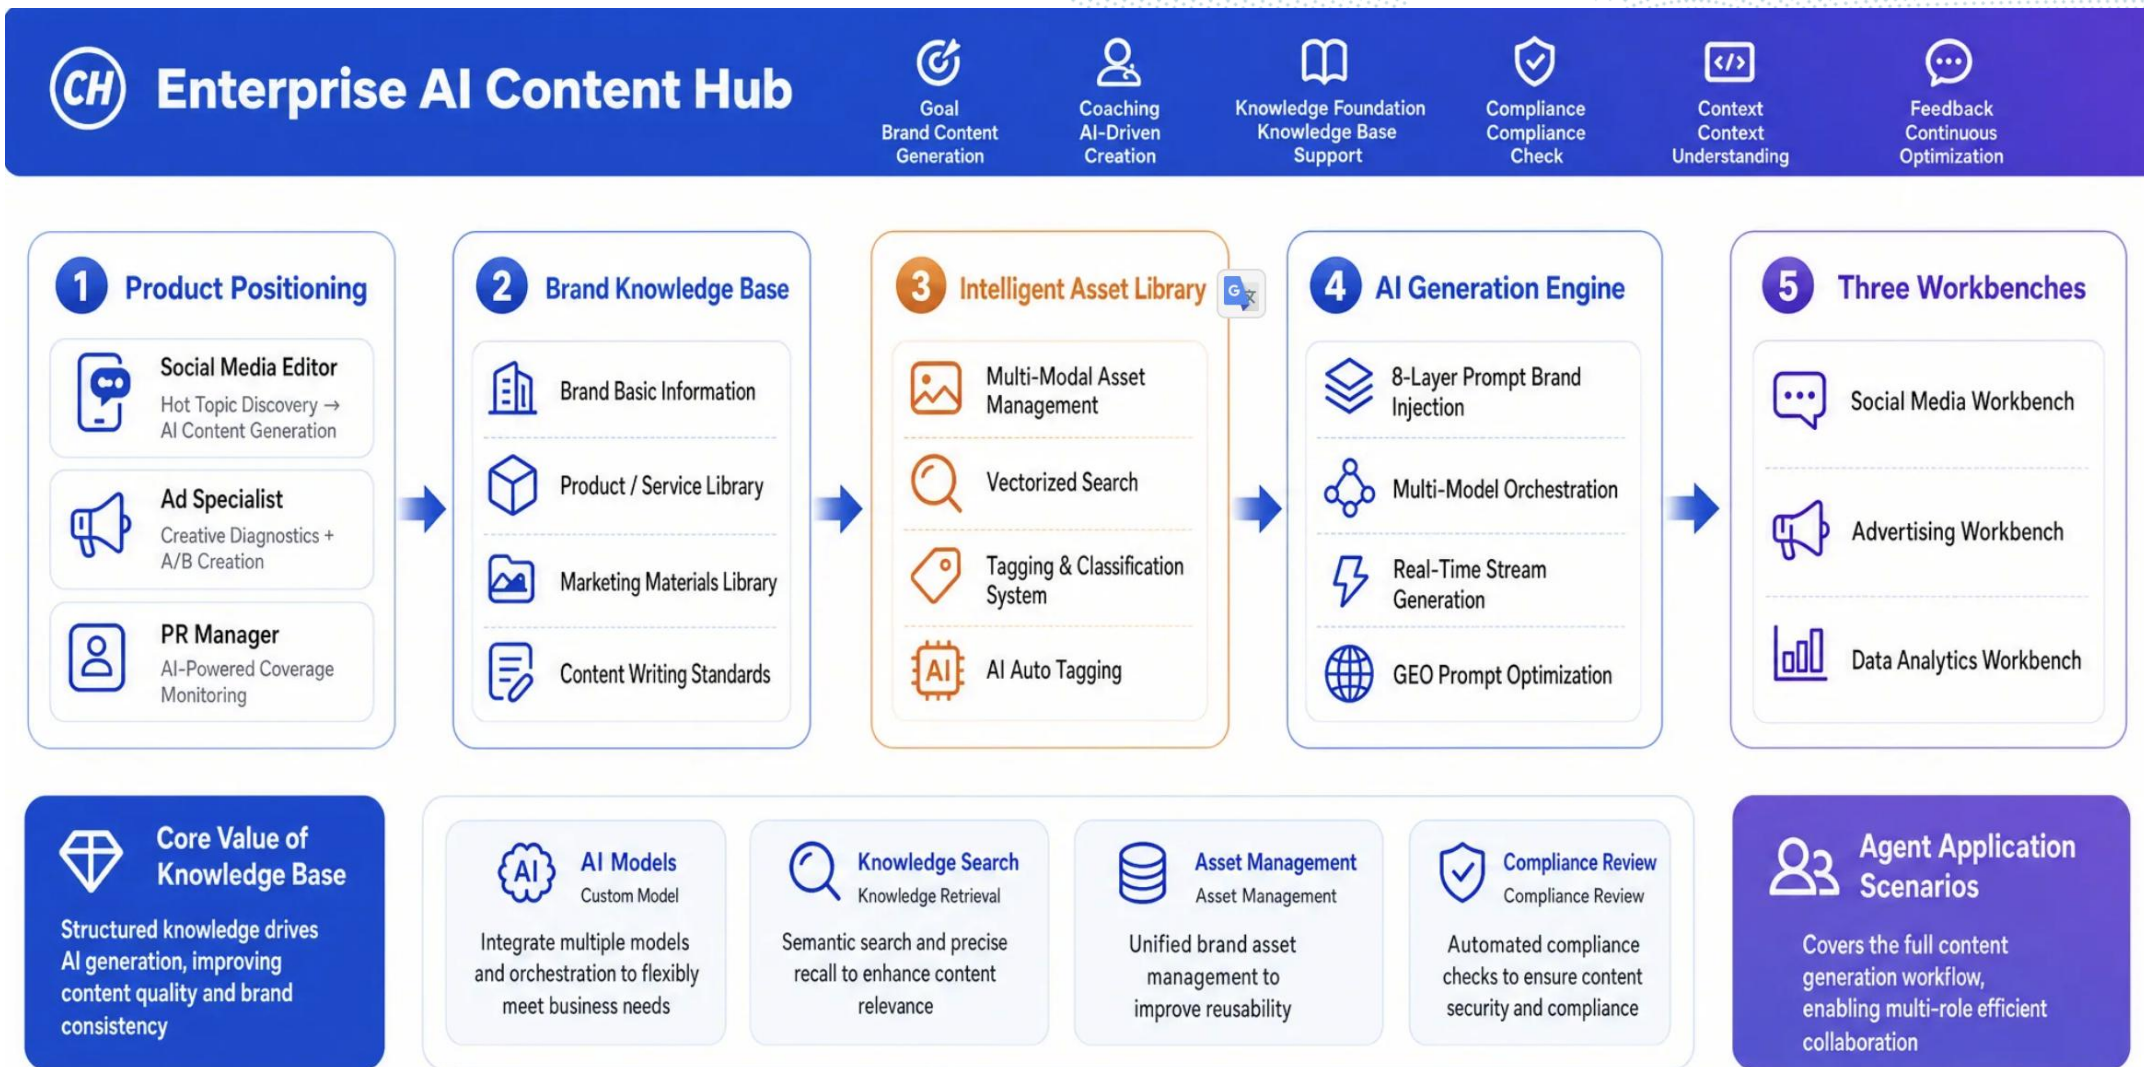 CH
Enterprise AI Content Hub
Goal
Brand Content
Generation
Coaching
AI-Driven
Creation
Knowledge Foundation
Knowledge Base
Support
Compliance
Compliance
Check
Context
Context
Understanding
Feedback
Continuous
Optimization
1 Product Positioning
Social Media Editor
Hot Topic Discovery →
AI Content Generation
Ad Specialist
Creative Diagnostics +
A/B Creation
PR Manager
AI-Powered Coverage
Monitoring
2 Brand Knowledge Base
Brand Basic Information
Product / Service Library
Marketing Materials Library
Content Writing Standards
3 Intelligent Asset Library
G 文
Multi-Modal Asset
Management
Vectorized Search
Tagging & Classification
System
AI
AI Auto Tagging
4 AI Generation Engine
8-Layer Prompt Brand
Injection
Multi-Model Orchestration
Real-Time Stream
Generation
GEO Prompt Optimization
5 Three Workbenches
Social Media Workbench
Advertising Workbench
Data Analytics Workbench
Core Value of
Knowledge Base
Structured knowledge drives
AI generation, improving
content quality and brand
consistency
AI
AI Models
Custom Model
Integrate multiple models
and orchestration to flexibly
meet business needs
Knowledge Search
Knowledge Retrieval
Semantic search and precise
recall to enhance content
relevance
Asset Management
Asset Management
Unified brand asset
management to
improve reusability
Compliance Review
Compliance Review
Automated compliance
checks to ensure content
security and compliance
Agent Application
Scenarios
Covers the full content
generation workflow,
enabling multi-role efficient
collaboration